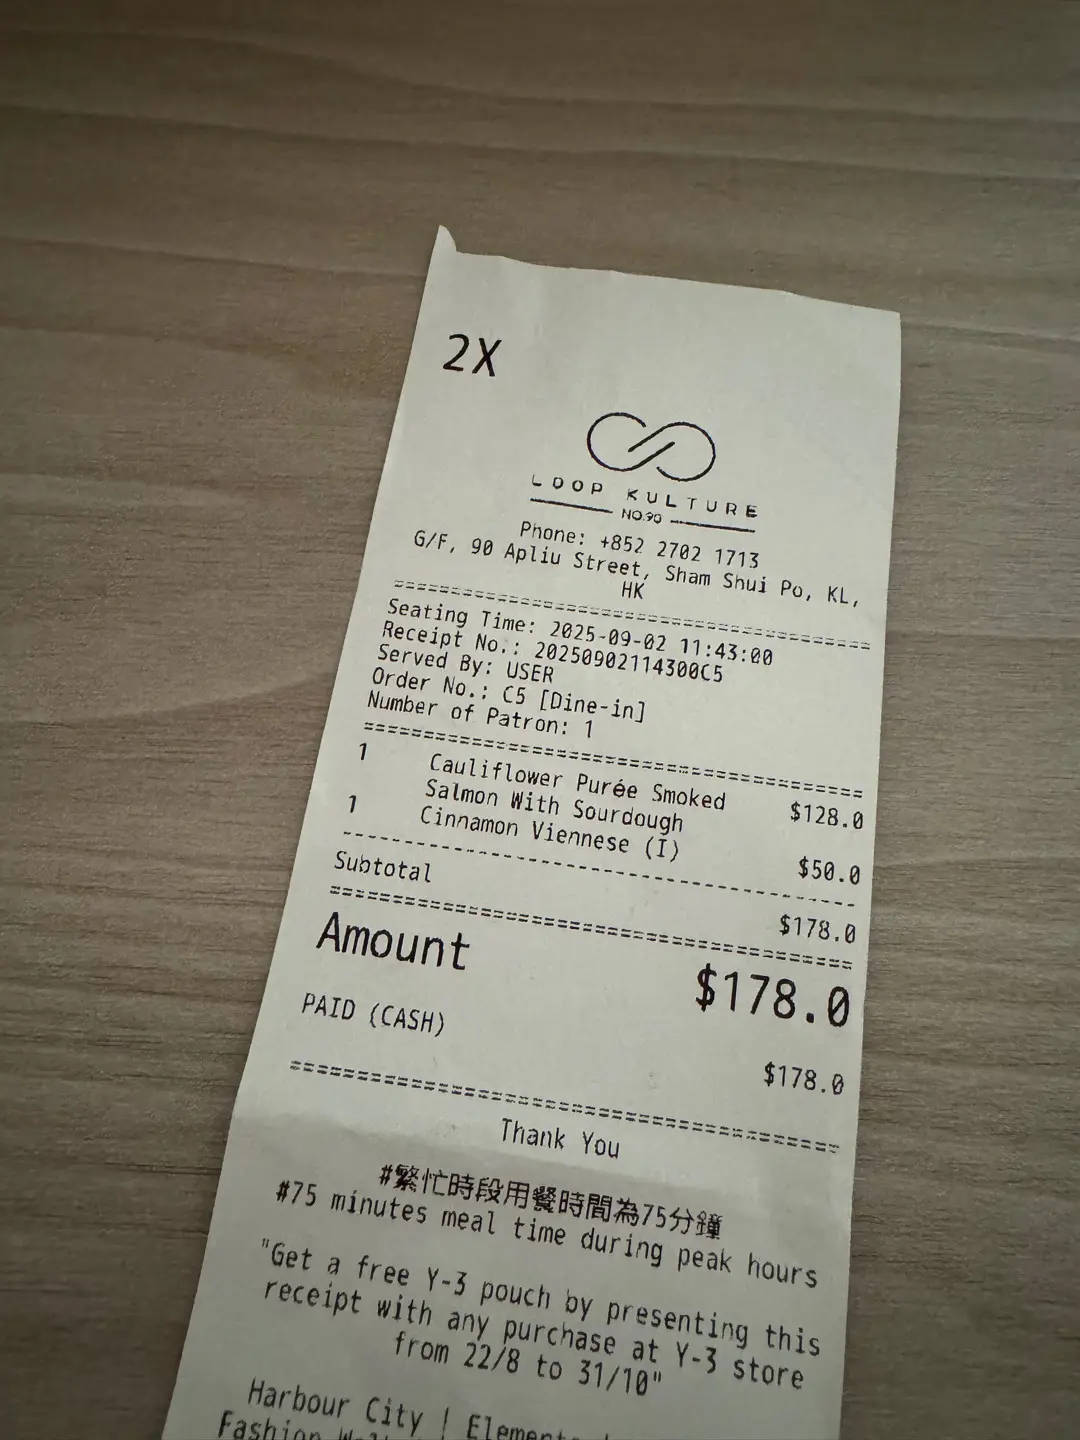 2X
LOOP KULTURE
NO.90
Phone: +852 2702 1713
G/F, 90 Apliu Street, Sham Shui Po, KL,
HK
Seating Time: 2025-09-02 11:43:00
Receipt No.: 20250902114300C5
Served By: USER
Order No.: C5 [Dine-in]
Number of Patron: 1
1 Cauliflower Purée Smoked $128.0
Salmon With Sourdough
1 Cinnamon Viennese (I) $50.0
Subtotal $178.0
Amount $178.0
PAID (CASH) $178.0
Thank You
#繁忙時段用餐時間為75分鐘
#75 minutes meal time during peak hours
"Get a free Y-3 pouch by presenting this
receipt with any purchase at Y-3 store
from 22/8 to 31/10"
Harbour City | Elements
Fashion